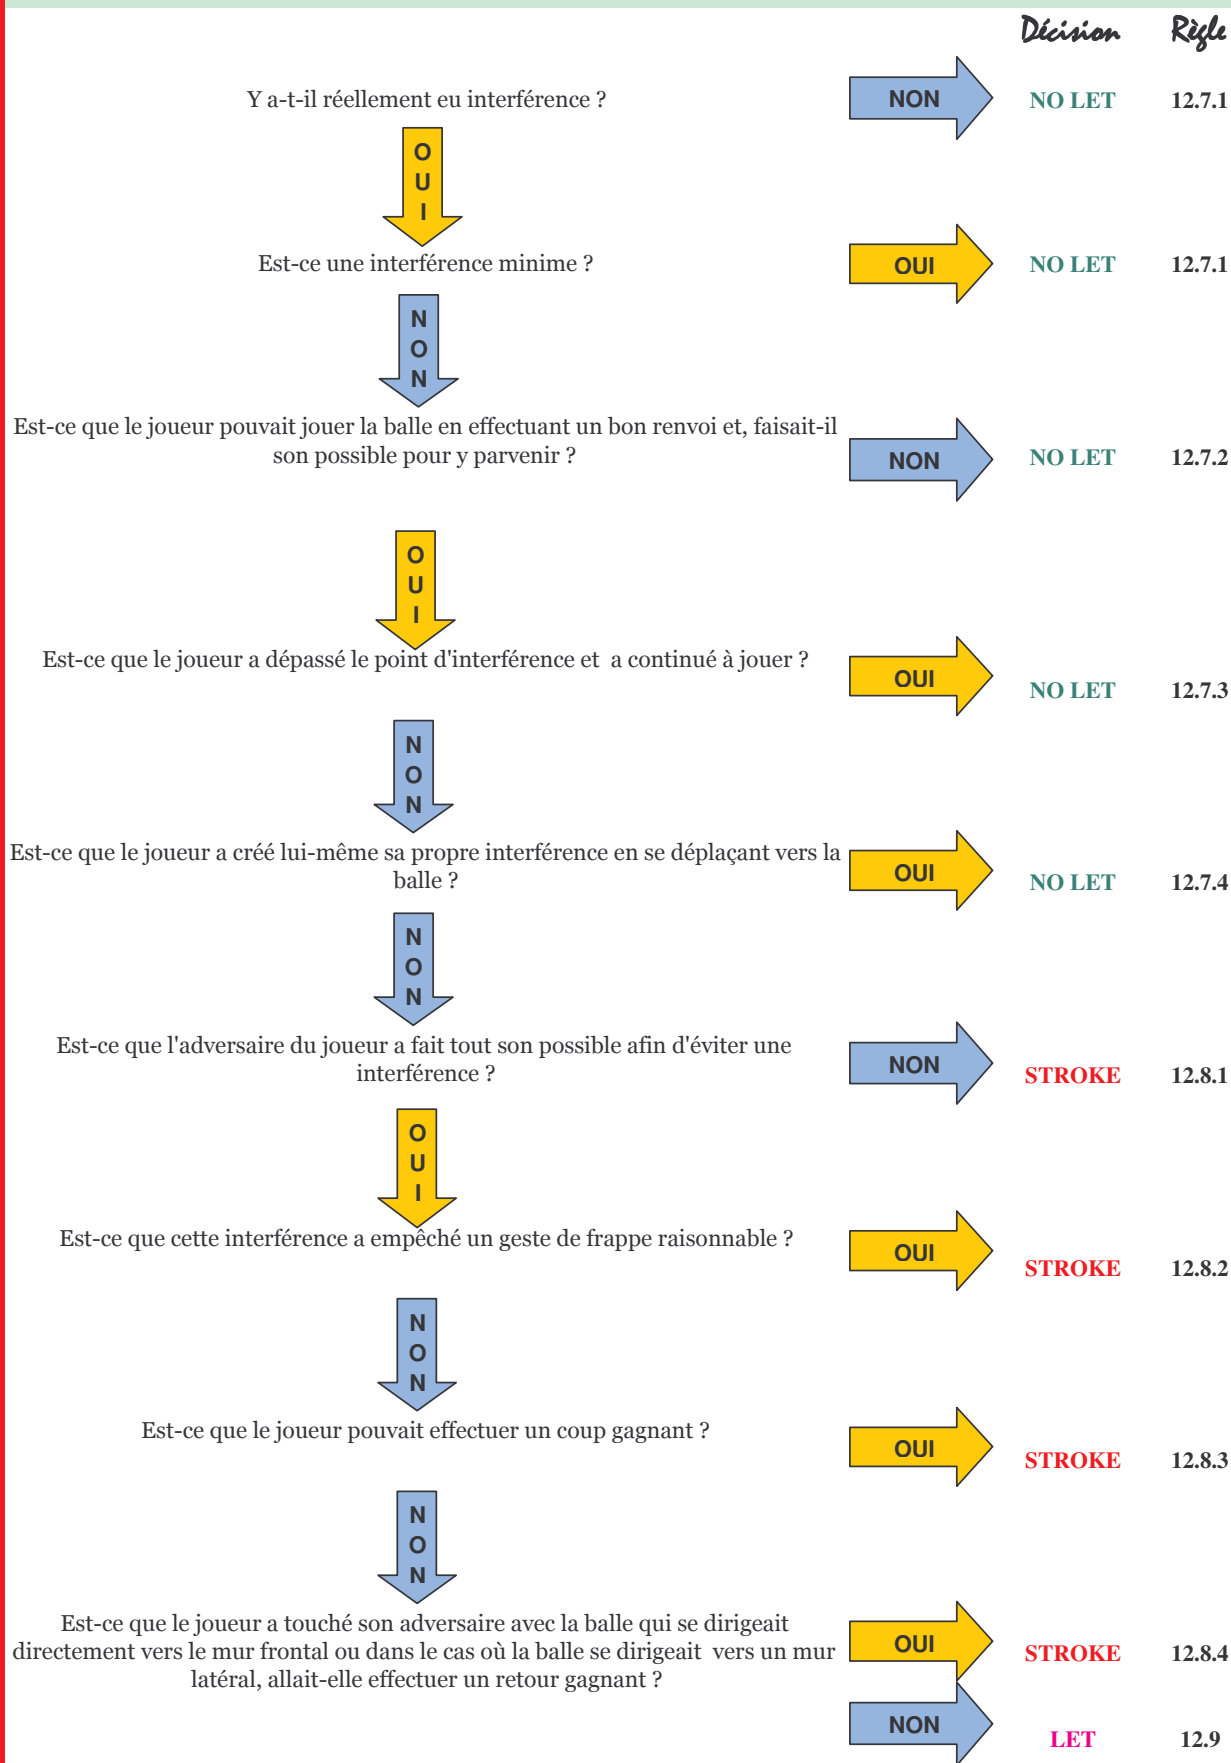 Décision Règle
Y a-t-il réellement eu interférence ? NON NO LET 12.7.1
OUI
Est-ce une interférence minime ? OUI NO LET 12.7.1
NON
Est-ce que le joueur pouvait jouer la balle en effectuant un bon renvoi et, faisait-il
son possible pour y parvenir ? NON NO LET 12.7.2
OUI
Est-ce que le joueur a dépassé le point d'interférence et a continué à jouer ? OUI NO LET 12.7.3
NON
Est-ce que le joueur a créé lui-même sa propre interférence en se déplaçant vers la
balle ? OUI NO LET 12.7.4
NON
Est-ce que l'adversaire du joueur a fait tout son possible afin d'éviter une
interférence ? NON STROKE 12.8.1
OUI
Est-ce que cette interférence a empêché un geste de frappe raisonnable ? OUI STROKE 12.8.2
NON
Est-ce que le joueur pouvait effectuer un coup gagnant ? OUI STROKE 12.8.3
NON
Est-ce que le joueur a touché son adversaire avec la balle qui se dirigeait
directement vers le mur frontal ou dans le cas où la balle se dirigeait vers un mur
latéral, allait-elle effectuer un retour gagnant ? OUI STROKE 12.8.4
NON LET 12.9